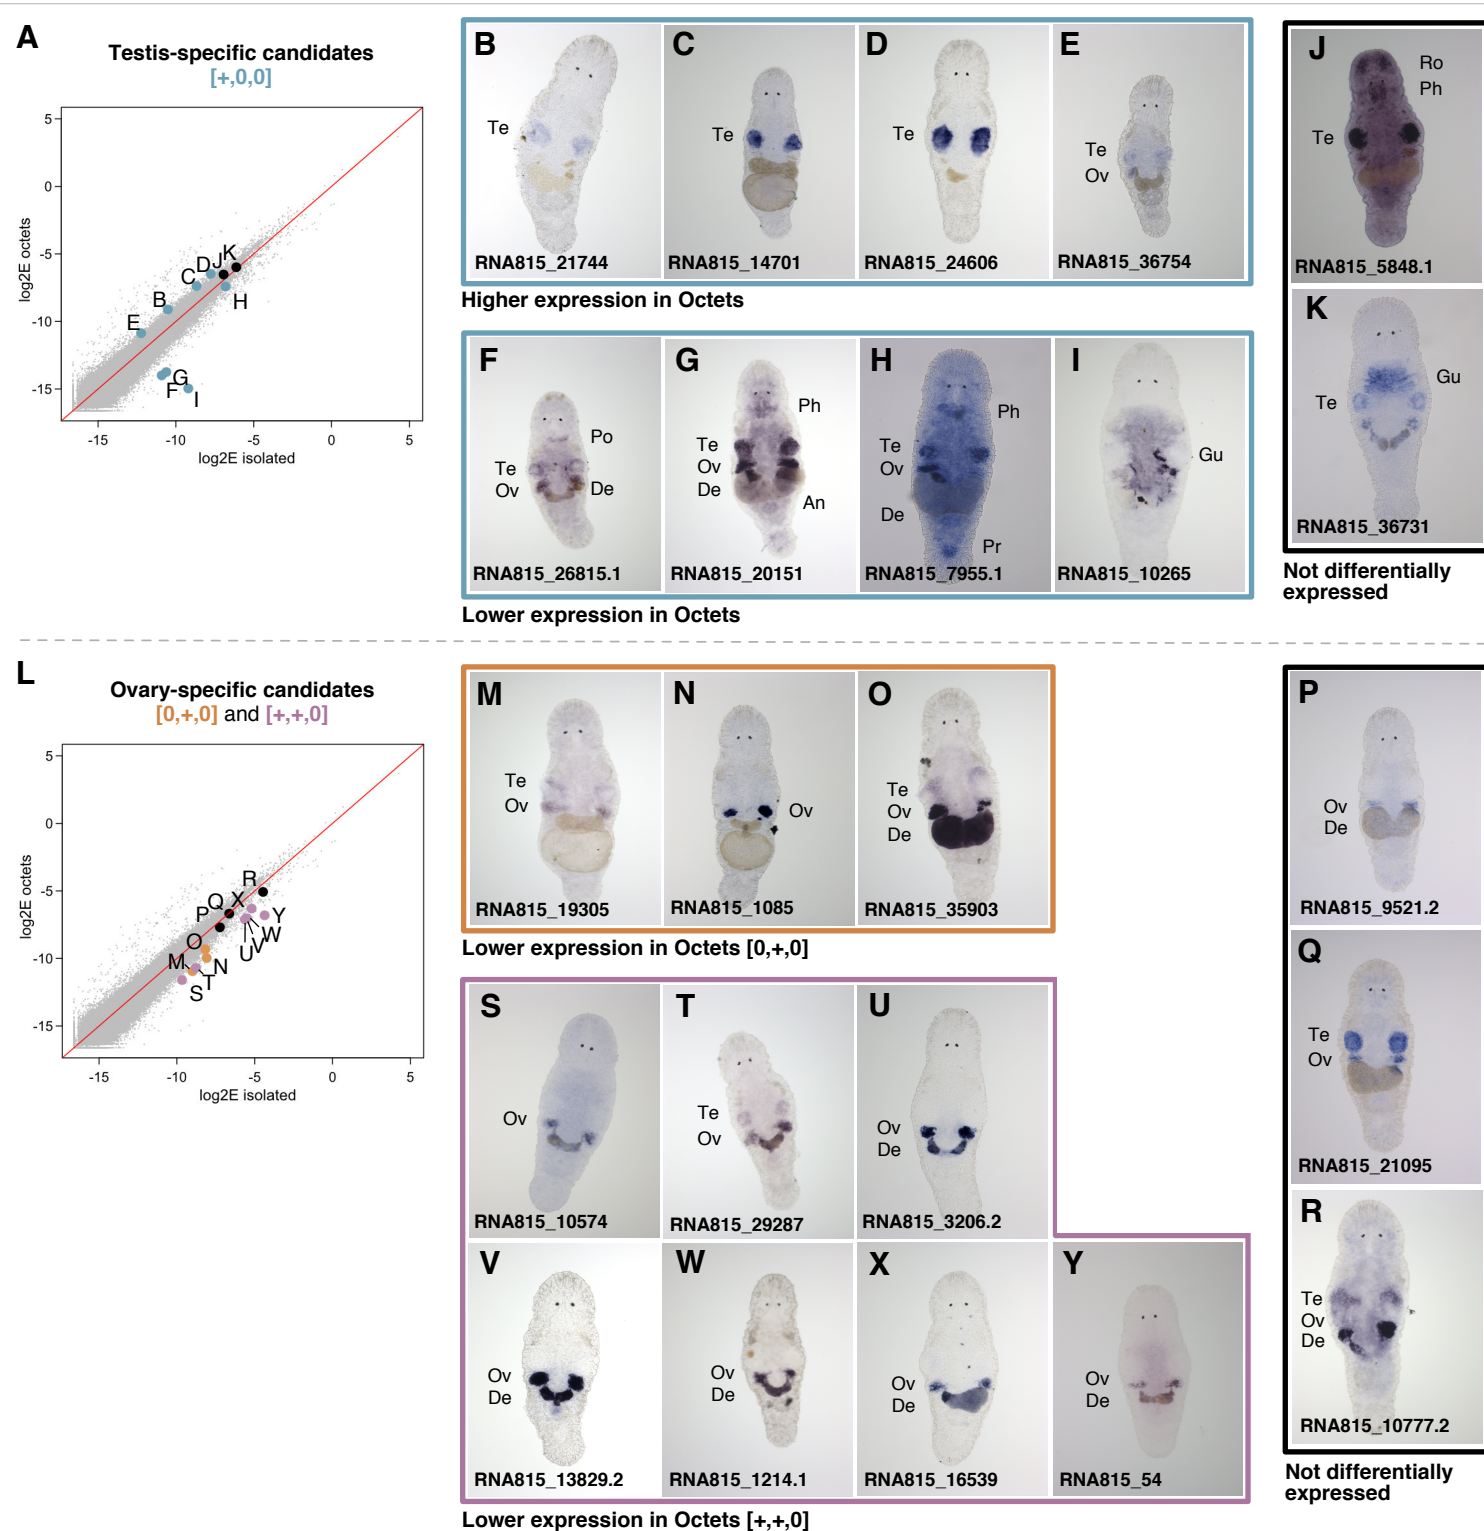 A
Testis-specific candidates
[+,0,0]
log2E octets
5
0
-5
-10
-15
-15
-10
-5
0
5
log2E isolated
B
C
D
E
F
G
H
I
J
K
B
Te
RNA815_21744
C
Te
RNA815_14701
D
Te
RNA815_24606
E
Te
Ov
RNA815_36754
Higher expression in Octets
F
Po
Te
Ov
De
RNA815_26815.1
G
Ph
Te
Ov
De
An
RNA815_20151
H
Ph
Te
Ov
De
Pr
RNA815_7955.1
I
Gu
RNA815_10265
Lower expression in Octets
J
Ro
Ph
Te
RNA815_5848.1
K
Gu
Te
RNA815_36731
Not differentially
expressed
L
Ovary-specific candidates
[0,+,0] and [+,+,0]
log2E octets
5
0
-5
-10
-15
-15
-10
-5
0
5
log2E isolated
R
Q
X
P
Y
W
V
U
O
M
N
T
S
M
Te
Ov
RNA815_19305
N
Ov
RNA815_1085
O
Te
Ov
De
RNA815_35903
Lower expression in Octets [0,+,0]
P
Ov
De
RNA815_9521.2
Q
Te
Ov
RNA815_21095
R
Te
Ov
De
RNA815_10777.2
Not differentially
expressed
S
Ov
RNA815_10574
T
Te
Ov
RNA815_29287
U
Ov
De
RNA815_3206.2
V
Ov
De
RNA815_13829.2
W
Ov
De
RNA815_1214.1
X
Ov
De
RNA815_16539
Y
Ov
De
RNA815_54
Lower expression in Octets [+,+,0]